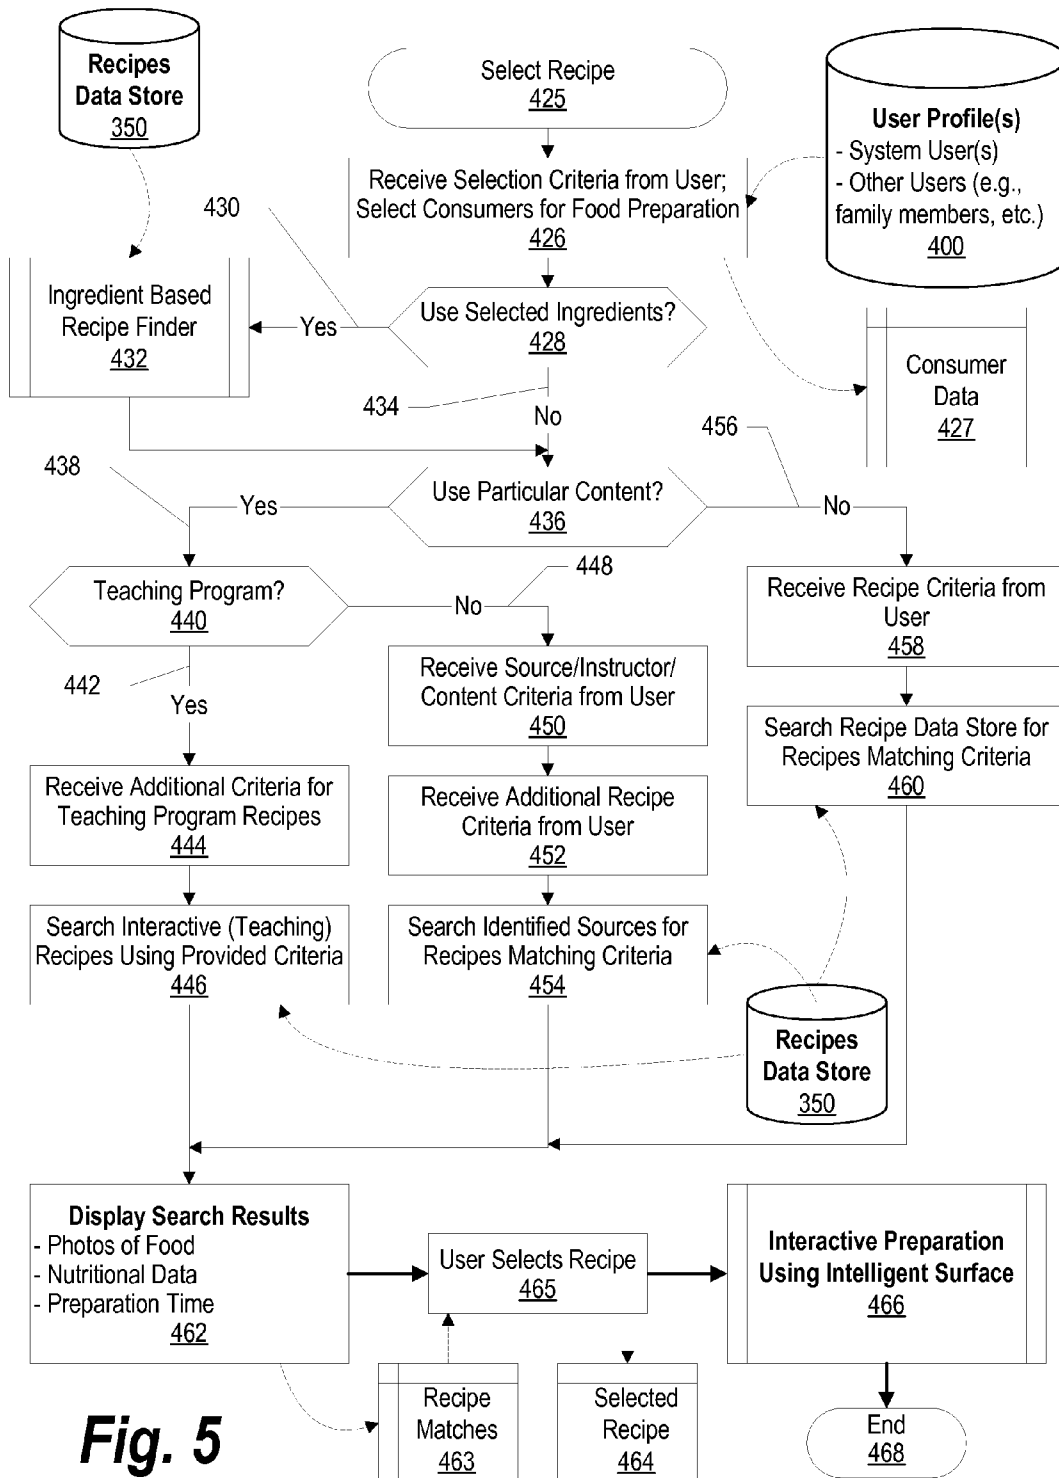 Recipes
Data Store
350
Select Recipe
425
User Profile(s)
- System User(s)
- Other Users (e.g.,
family members, etc.)
400
Receive Selection Criteria from User;
Select Consumers for Food Preparation
426
430
Ingredient Based
Recipe Finder
432
Yes
Use Selected Ingredients?
428
Consumer
Data
427
434
No
456
438
Yes
Use Particular Content?
436
No
448
Teaching Program?
440
No
Receive Recipe Criteria from
User
458
442
Yes
Receive Source/Instructor/
Content Criteria from User
450
Search Recipe Data Store for
Recipes Matching Criteria
460
Receive Additional Criteria for
Teaching Program Recipes
444
Receive Additional Recipe
Criteria from User
452
Search Interactive (Teaching)
Recipes Using Provided Criteria
446
Search Identified Sources for
Recipes Matching Criteria
454
Recipes
Data Store
350
Display Search Results
- Photos of Food
- Nutritional Data
- Preparation Time
462
User Selects Recipe
465
Interactive Preparation
Using Intelligent Surface
466
Recipe
Matches
463
Selected
Recipe
464
End
468
Fig. 5